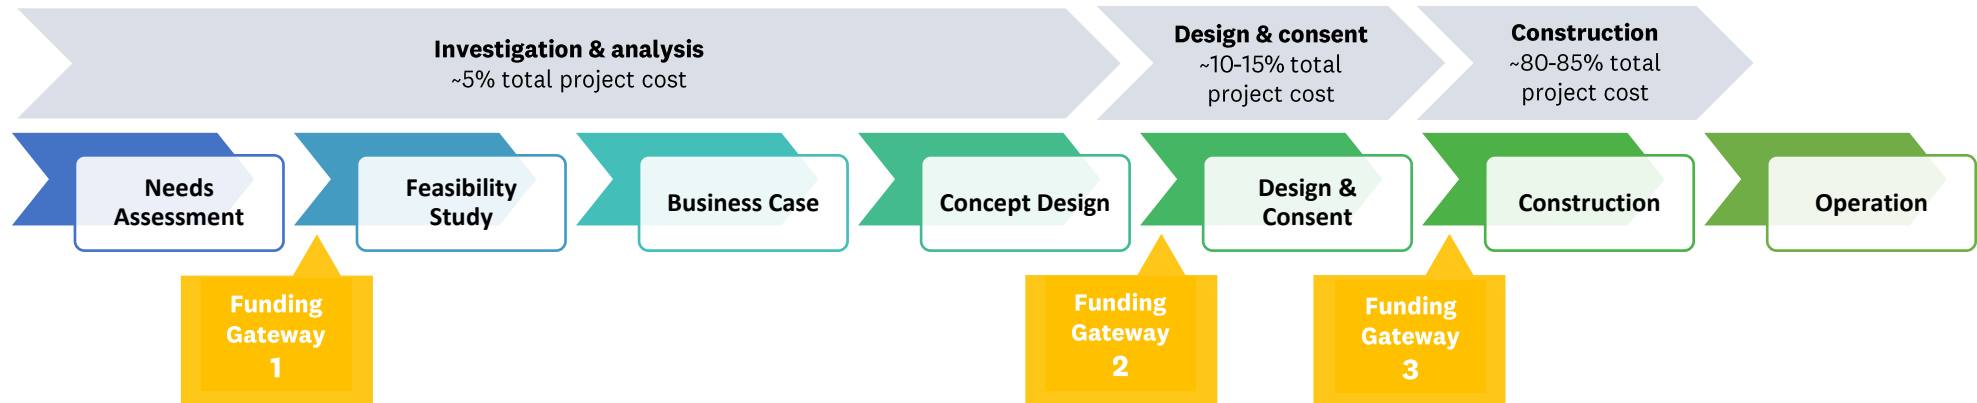 Investigation & analysis
~5% total project cost
Design & consent
~10-15% total
project cost
Construction
~80-85% total
project cost
Needs
Assessment
Feasibility
Study
Business Case
Concept Design
Design &
Consent
Construction
Operation
Funding
Gateway
1
Funding
Gateway
2
Funding
Gateway
3